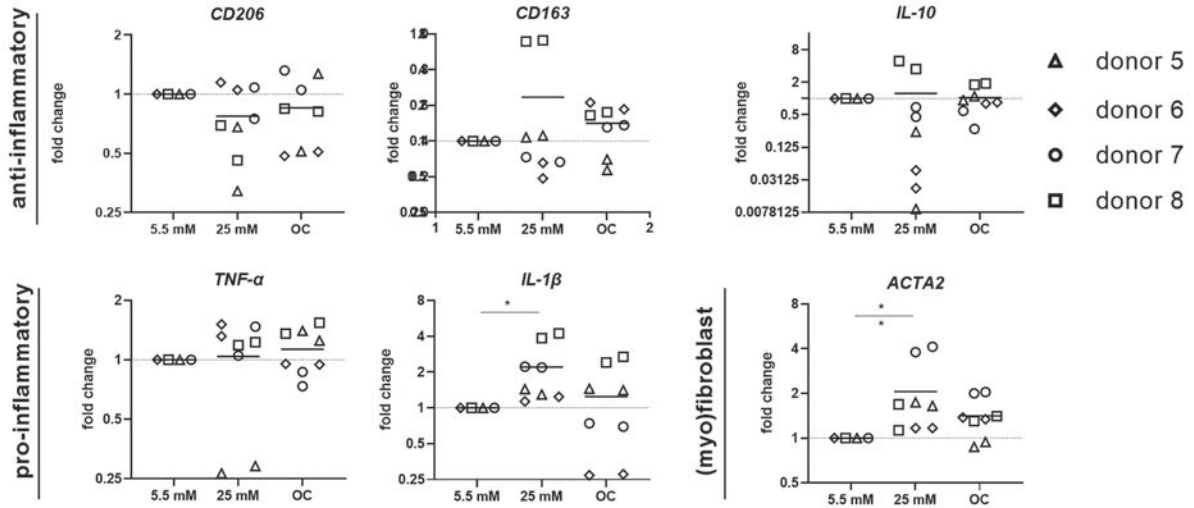 anti-inflammatory
CD206
fold change
2
1
0.5
0.25
5.5 mM 25 mM OC
CD163
fold change
1 2
5.5 mM 25 mM OC
IL-10
fold change
8
2
1
0.5
0.125
0.03125
0.0078125
5.5 mM 25 mM OC
donor 5
donor 6
donor 7
donor 8
pro-inflammatory
TNF-α
fold change
2
1
0.5
0.25
5.5 mM 25 mM OC
IL-1β
fold change
8
4
2
1
0.5
0.25
*
5.5 mM 25 mM OC
(myo)fibroblast
ACTA2
fold change
8
4
2
1
0.5
*
*
5.5 mM 25 mM OC